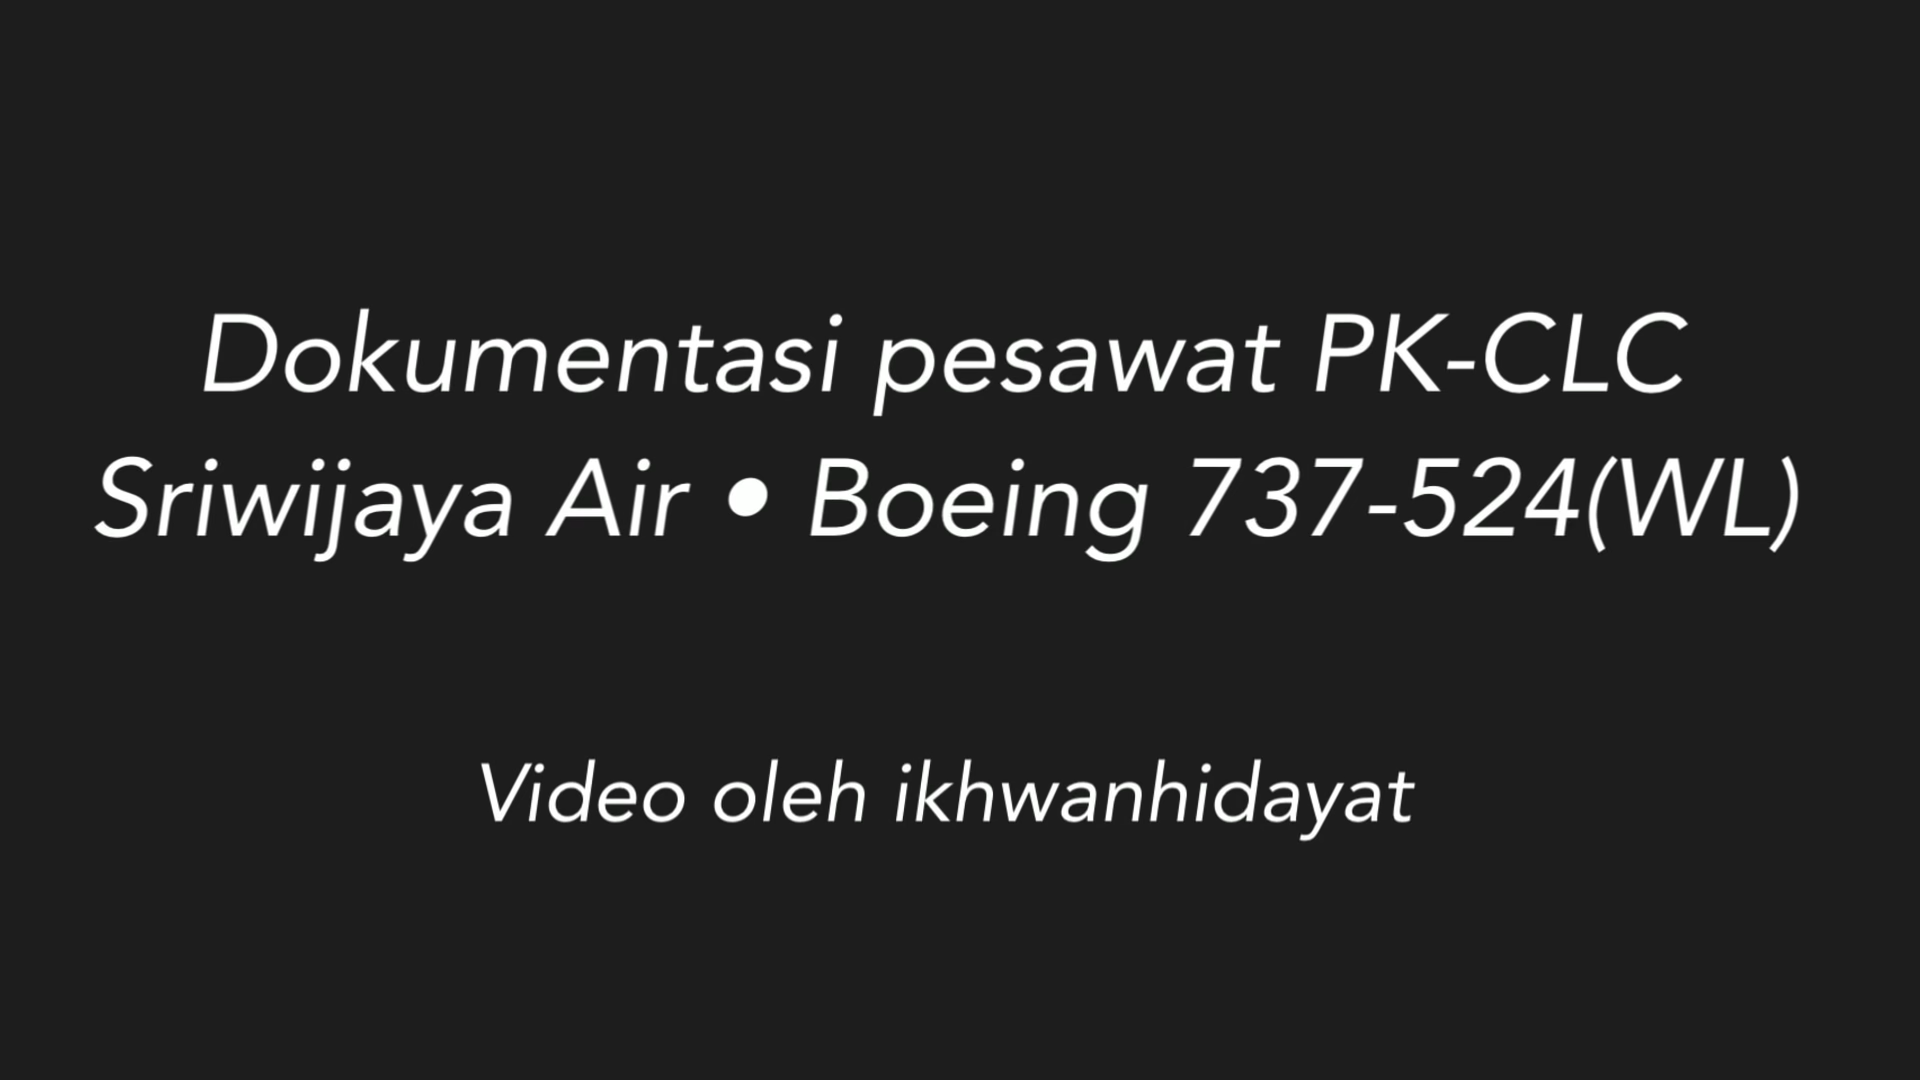 Dokumentasi pesawat PK-CLC
Sriwijaya Air • Boeing 737-524(WL)
Video oleh ikhwanhidayat